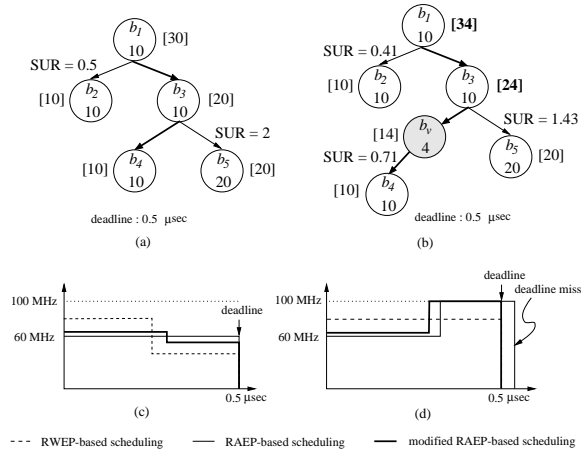 b1
10
[30]
SUR = 0.5
[10]
b2
10
b3
10
[20]
SUR = 2
[10]
b4
10
b5
20
[20]
deadline : 0.5 μsec
(a)
b1
10
[34]
SUR = 0.41
[10]
b2
10
b3
10
[24]
SUR = 1.43
[14]
bv
4
SUR = 0.71
b5
20
[20]
[10]
b4
10
deadline : 0.5 μsec
(b)
100 MHz
60 MHz
deadline
0.5 μsec
(c)
100 MHz
60 MHz
deadline
deadline miss
0.5 μsec
(d)
RWEP-based scheduling
RAEP-based scheduling
modified RAEP-based scheduling